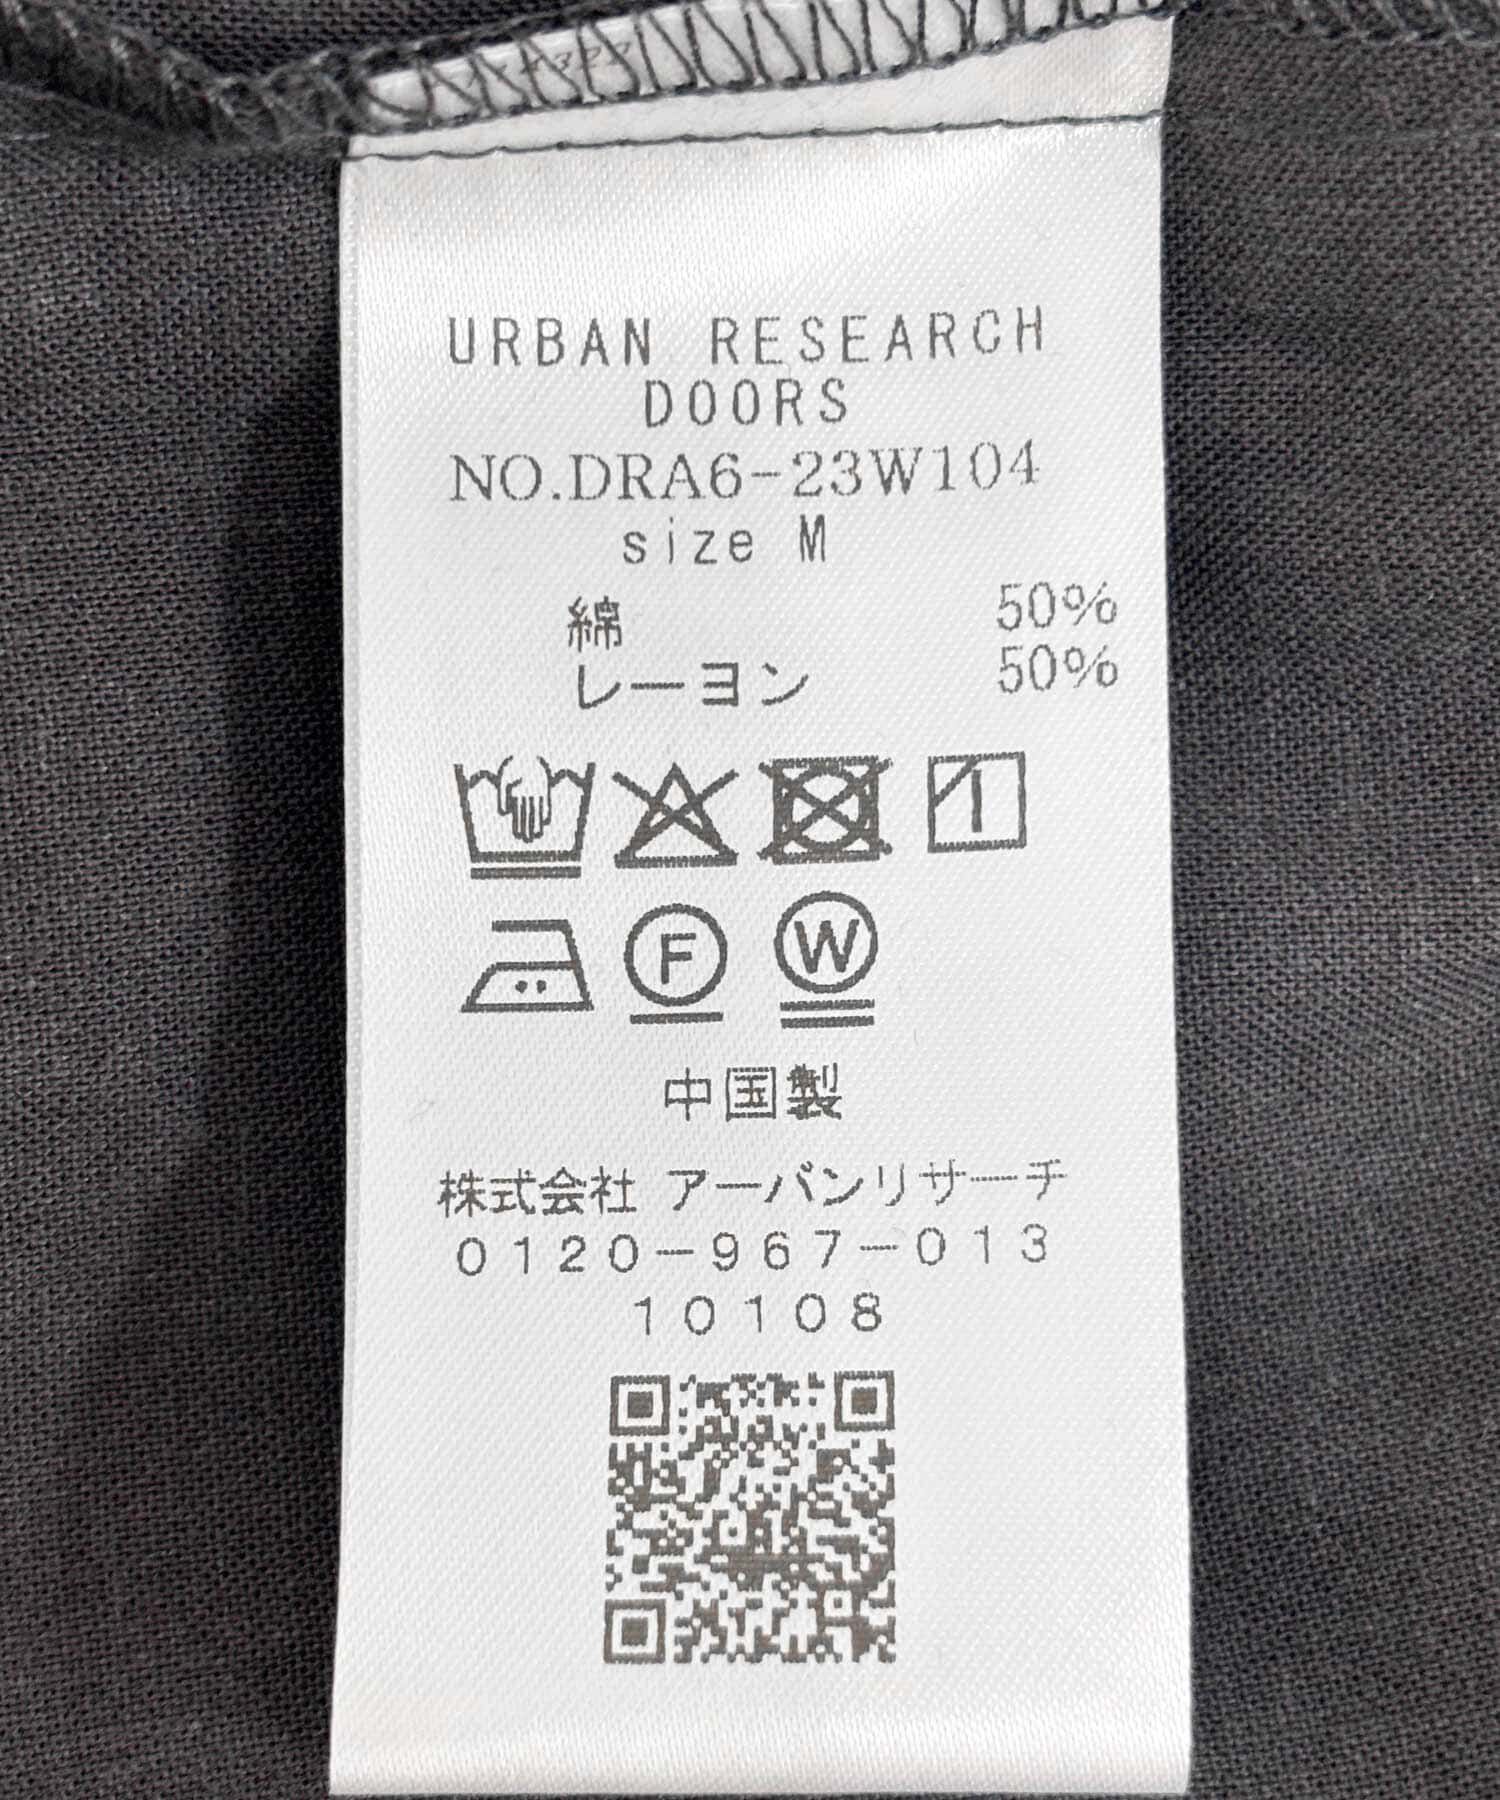 URBAN RESEARCH
DOORS
NO.DRA6-23W104
size M
綿 50%
レーヨン 50%
F W
中国製
株式会社 アーバンリサーチ
0120-967-013
10108